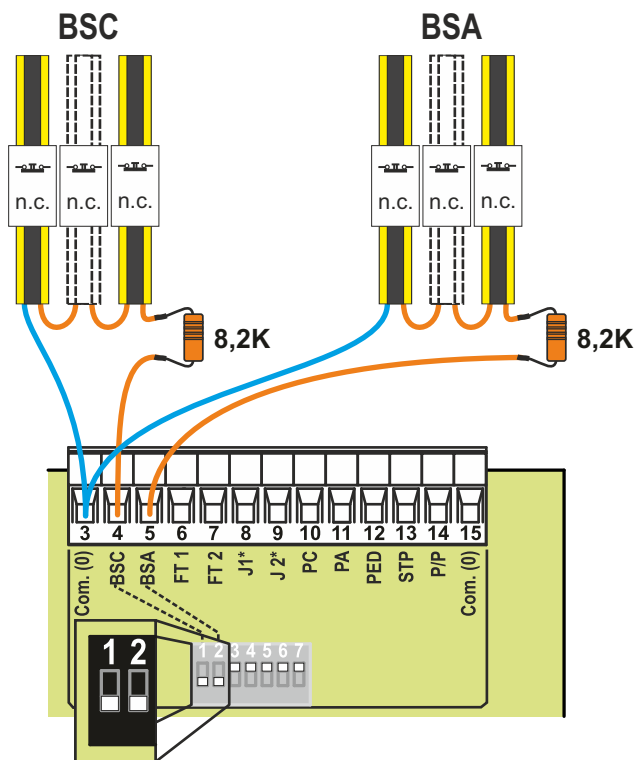 BSC BSA
n.c. n.c. n.c. n.c. n.c. n.c.
8,2K 8,2K
3 4 5 6 7 8 9 10 11 12 13 14 15
Com. (0) BSC BSA FT 1 FT 2 J1* J 2* PC PA PED STP P/P Com. (0)
1 2 3 4 5 6 7
1 2